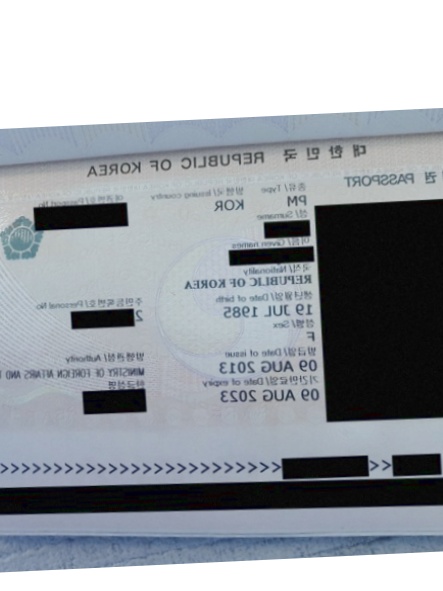 대한민국 REPUBLIC OF KOREA
권 PASSPORT
종류/Type 발행국/Issuing country 여권번호/Passport No.
PM KOR
성/Surname
이름/Given names
국적/Nationality
REPUBLIC OF KOREA
생년월일/Date of birth 주민등록번호/Personal No.
19 JUL 1985 2
성별/Sex
F
발급일/Date of issue 발행관청/Authority
09 AUG 2013 MINISTRY OF FOREIGN AFFAIRS AND
기간만료일/Date of expiry 한글성명
09 AUG 2023
<<
<<<<<<<<<<<<<<<<<<<<<<<<<<<<